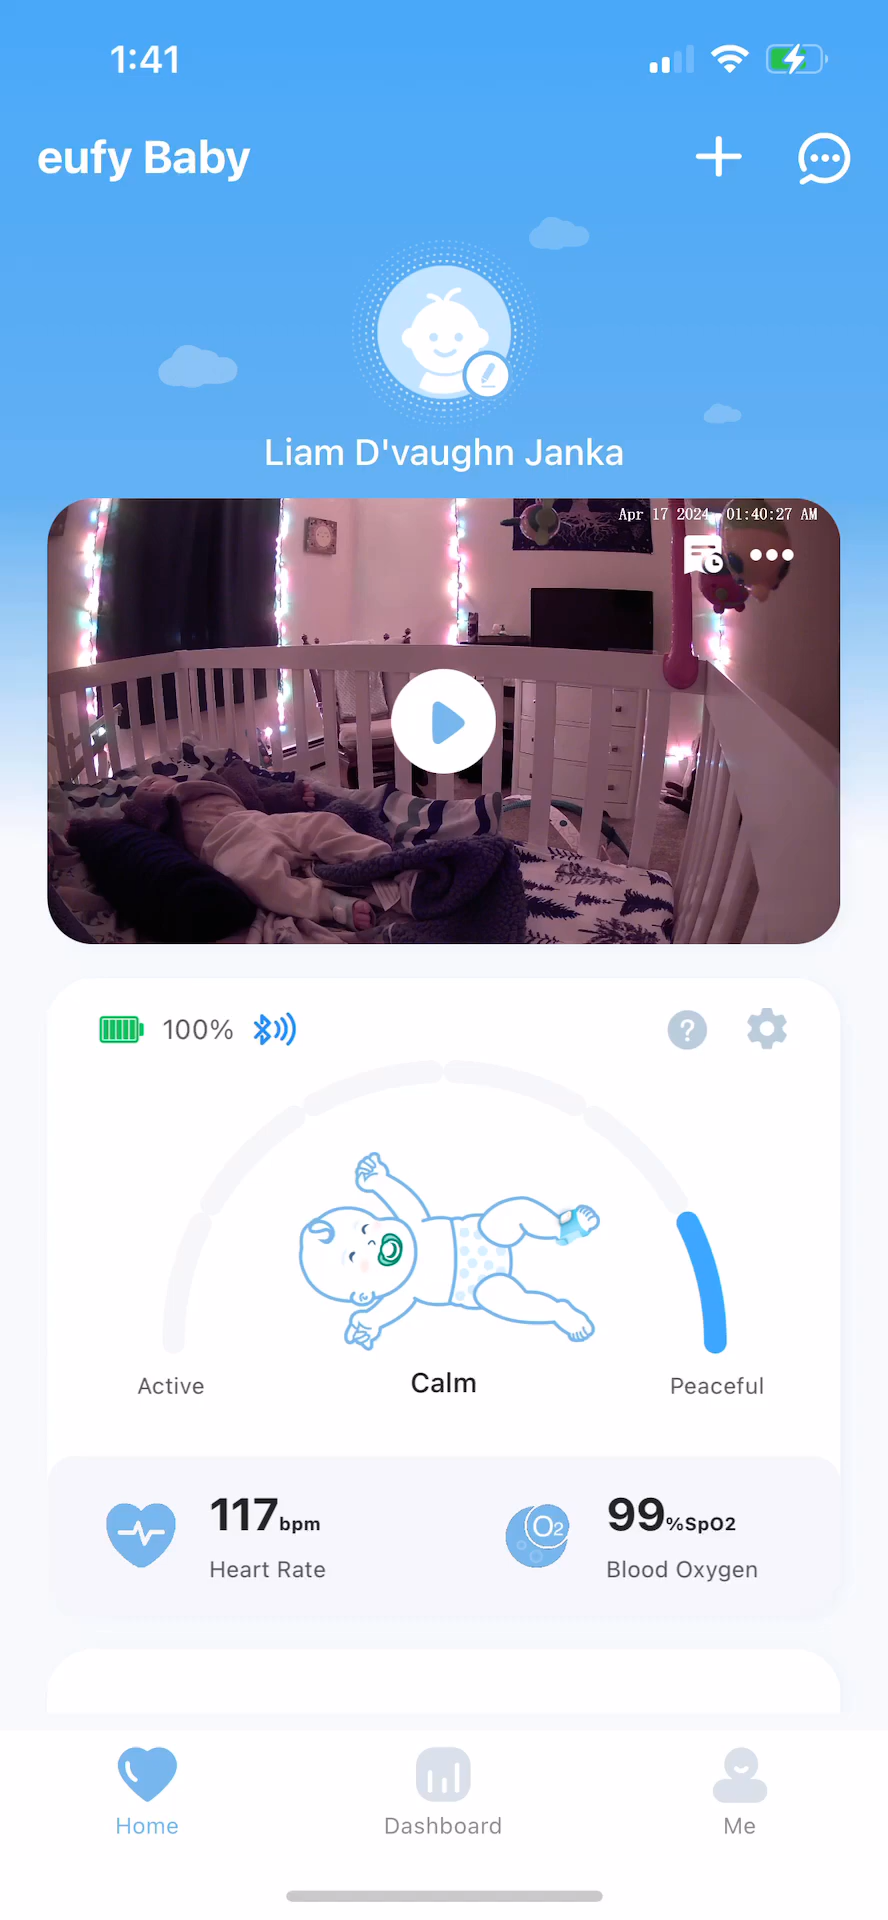 1:41
eufy Baby
Liam D'vaughn Janka
Apr 17 2024 01:40:27 AM
100%
Active
Calm
Peaceful
117bpm
Heart Rate
O2
99%SpO2
Blood Oxygen
Home
Dashboard
Me